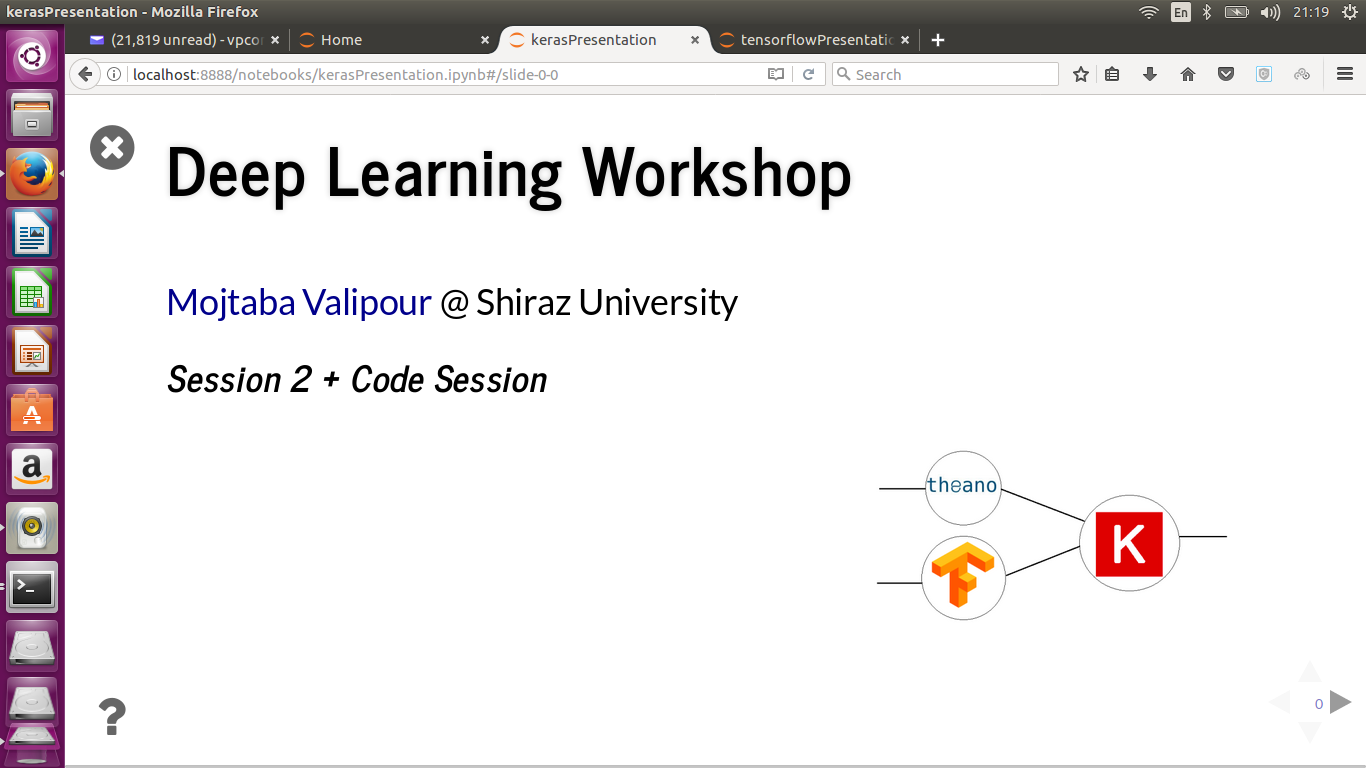 kerasPresentation - Mozilla Firefox
En
21:19
(21,819 unread) - vpcor
Home
kerasPresentation
tensorflowPresentatio
localhost:8888/notebooks/kerasPresentation.ipynb#/slide-0-0
Search
Deep Learning Workshop
Mojtaba Valipour @ Shiraz University
Session 2 + Code Session
theano
K
?
0